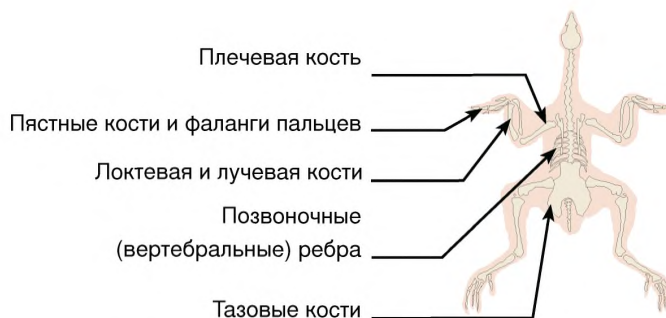 Плечевая кость
Пястные кости и фаланги пальцев
Локтевая и лучевая кости
Позвоночные
(вертебральные) ребра
Тазовые кости